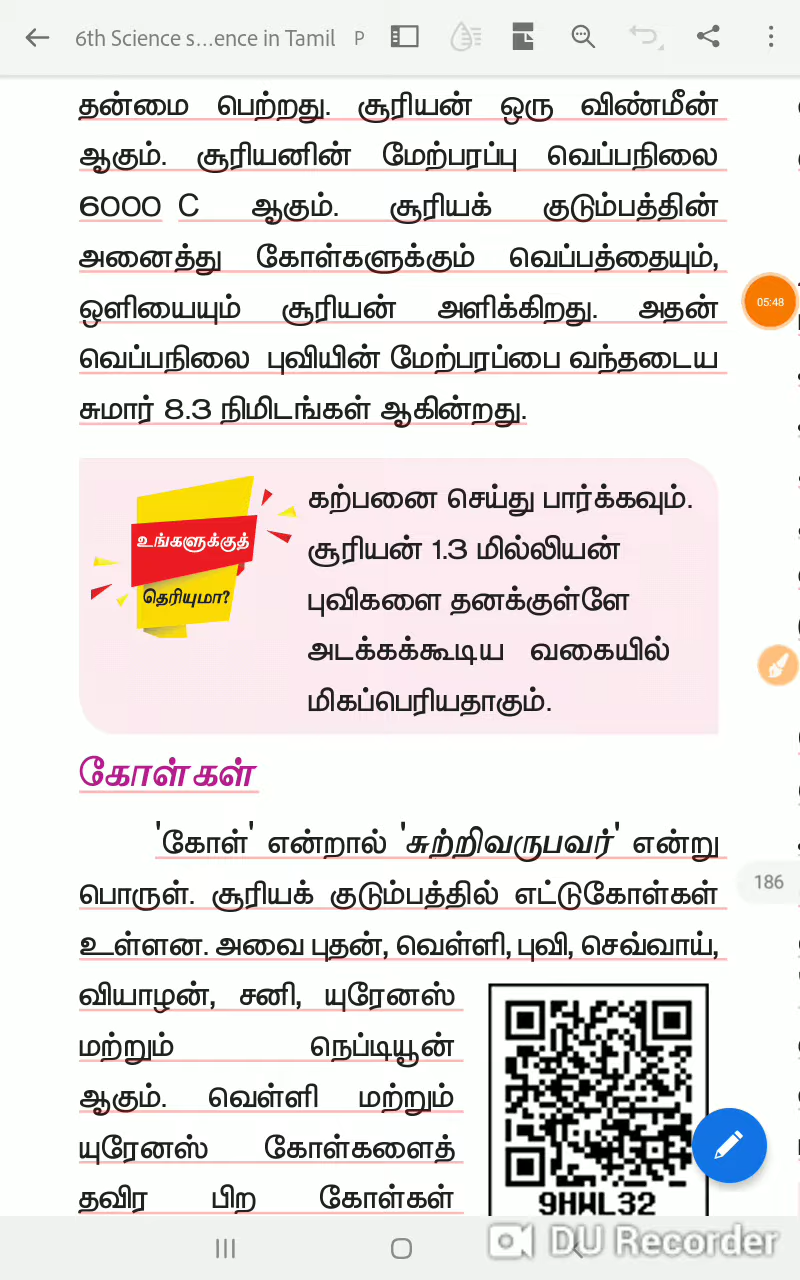 6th Science s...ence in Tamil P
தன்மை பெற்றது. சூரியன் ஒரு விண்மீன்
ஆகும். சூரியனின் மேற்பரப்பு வெப்பநிலை
6000 C ஆகும். சூரியக் குடும்பத்தின்
அனைத்து கோள்களுக்கும் வெப்பத்தையும்,
ஒளியையும் சூரியன் அளிக்கிறது. அதன்
வெப்பநிலை புவியின் மேற்பரப்பை வந்தடைய
சுமார் 8.3 நிமிடங்கள் ஆகின்றது.
05:48
உங்களுக்குத்
தெரியுமா?
கற்பனை செய்து பார்க்கவும்.
சூரியன் 1.3 மில்லியன்
புவிகளை தனக்குள்ளே
அடக்கக்கூடிய வகையில்
மிகப்பெரியதாகும்.
கோள்கள்
'கோள்' என்றால் 'சுற்றிவருபவர்' என்று
பொருள். சூரியக் குடும்பத்தில் எட்டுகோள்கள்
உள்ளன. அவை புதன், வெள்ளி, புவி, செவ்வாய்,
வியாழன், சனி, யுரேனஸ்
மற்றும் நெப்டியூன்
ஆகும். வெள்ளி மற்றும்
யுரேனஸ் கோள்களைத்
தவிர பிற கோள்கள்
186
9HWL32
DU Recorder